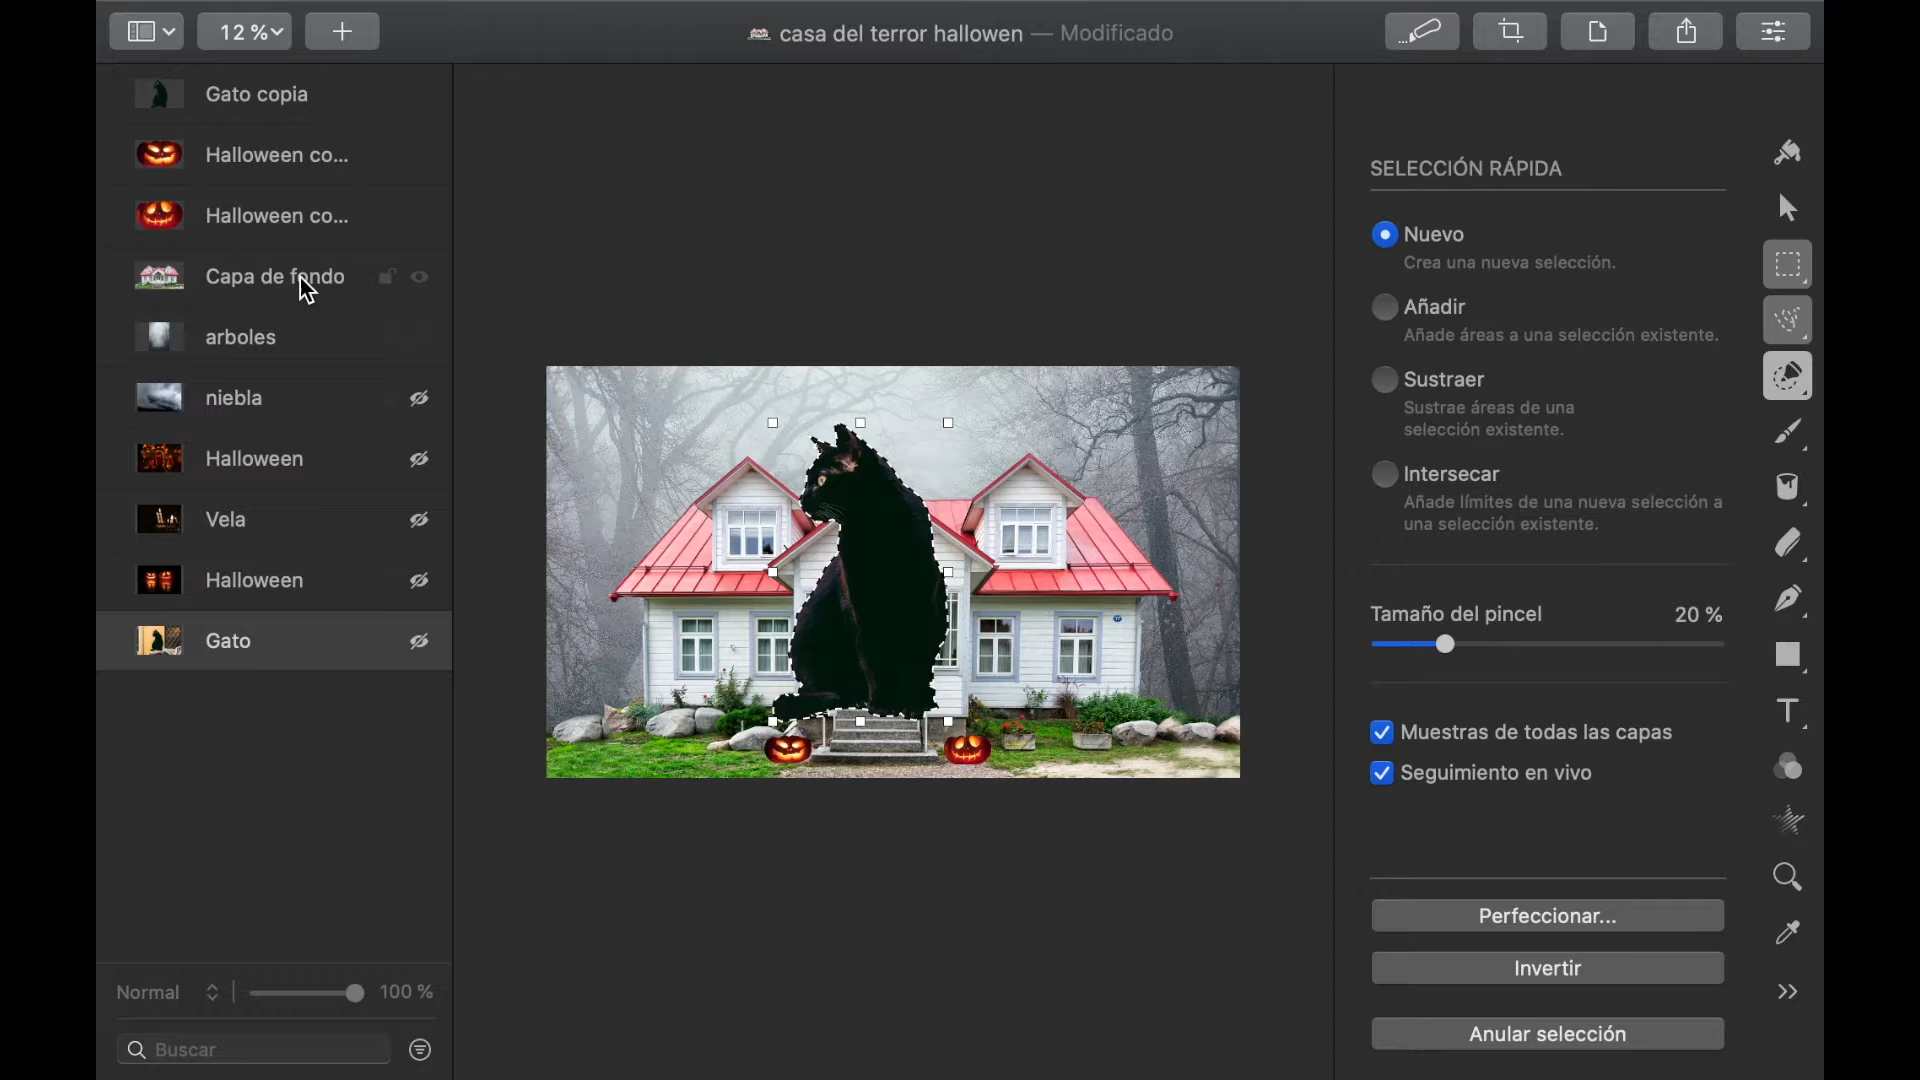 12 %
casa del terror hallowen — Modificado
Gato copia
Halloween co...
Halloween co...
Capa de fondo
arboles
niebla
Halloween
Vela
Halloween
Gato
Normal
100 %
Buscar
SELECCIÓN RÁPIDA
Nuevo
Crea una nueva selección.
Añadir
Añade áreas a una selección existente.
Sustraer
Sustrae áreas de una
selección existente.
Intersecar
Añade límites de una nueva selección a
una selección existente.
Tamaño del pincel 20 %
Muestras de todas las capas
Seguimiento en vivo
Perfeccionar...
Invertir
Anular selección